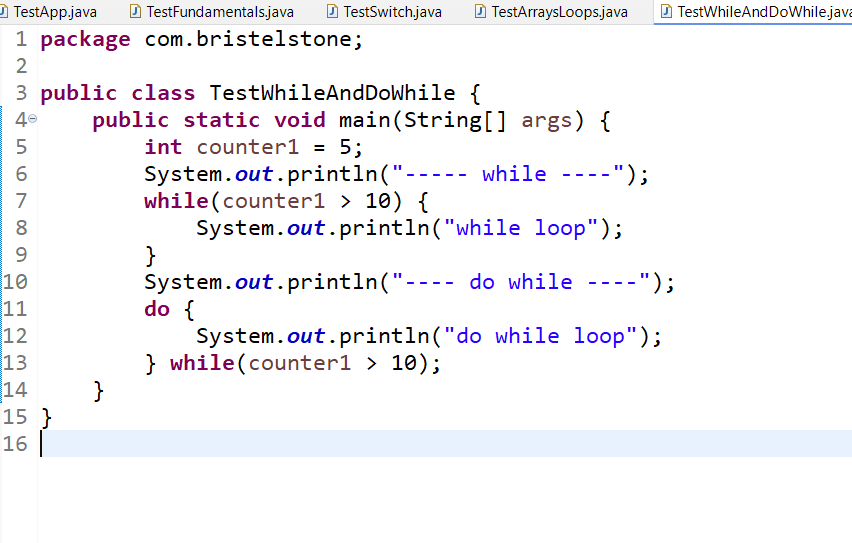 TestApp.java TestFundamentals.java TestSwitch.java TestArraysLoops.java TestWhileAndDoWhile.java
1 package com.bristelstone;
2
3 public class TestWhileAndDoWhile {
4 public static void main(String[] args) {
5 int counter1 = 5;
6 System.out.println("----- while ----");
7 while(counter1 > 10) {
8 System.out.println("while loop");
9 }
10 System.out.println("---- do while ----");
11 do {
12 System.out.println("do while loop");
13 } while(counter1 > 10);
14 }
15 }
16